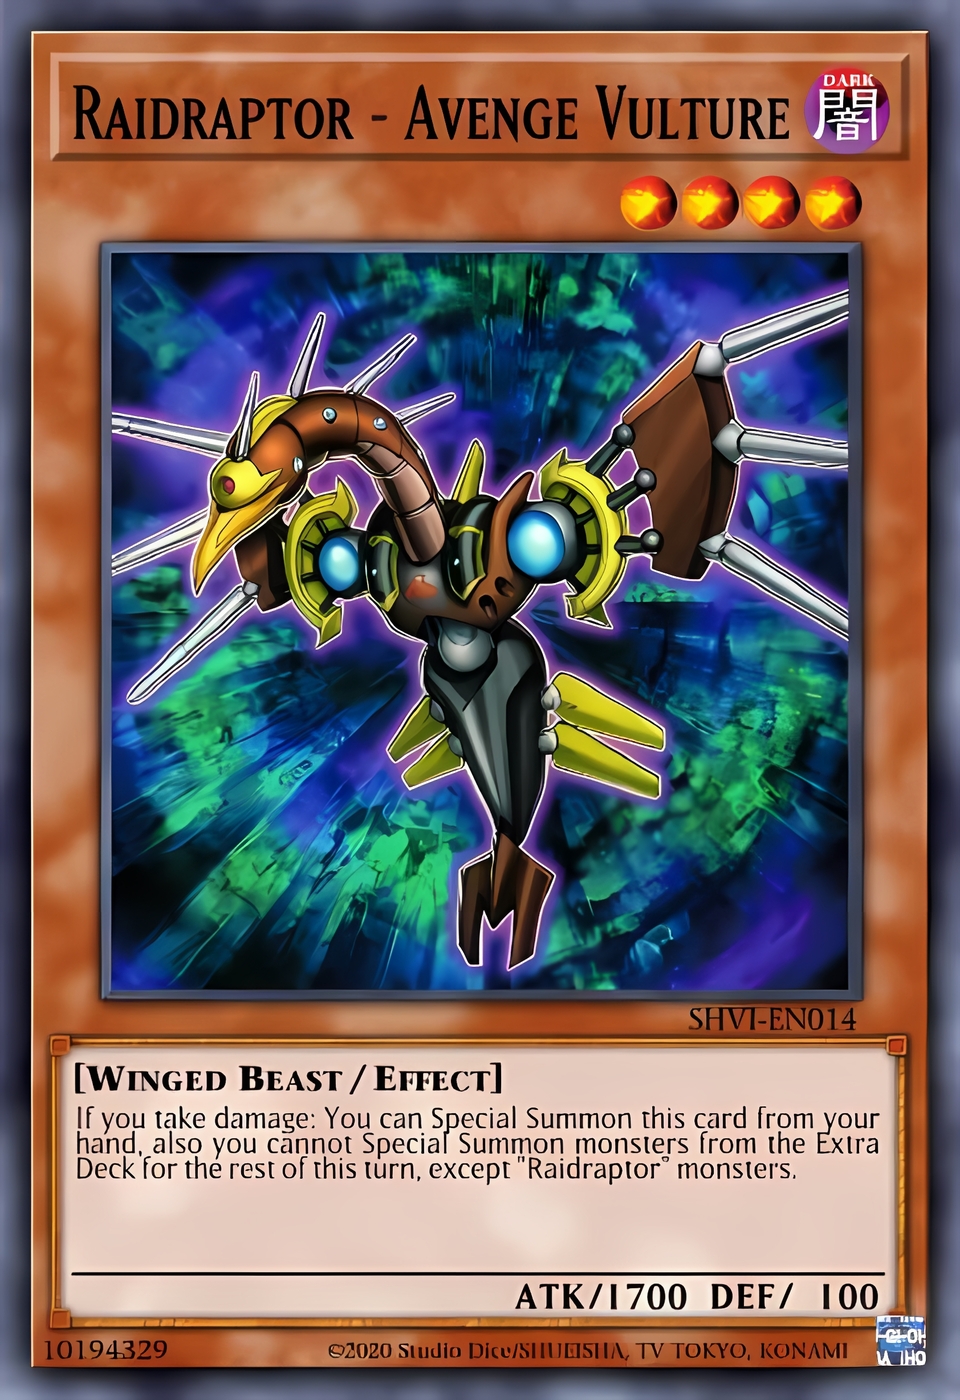 RAIDRAPTOR - AVENGE VULTURE
DARK
闇
SHVI-EN014
[WINGED BEAST / EFFECT]
If you take damage: You can Special Summon this card from your
hand, also you cannot Special Summon monsters from the Extra
Deck for the rest of this turn, except "Raidraptor" monsters.
ATK/1700 DEF/ 100
10194329
©2020 Studio Dice/SHUEISHA, TV TOKYO, KONAMI